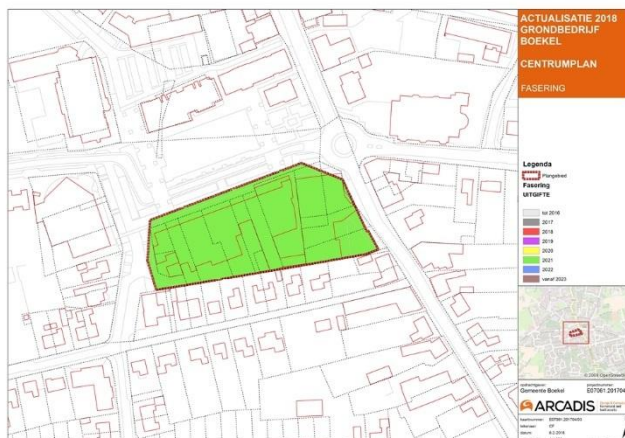 ACTUALISATIE 2018
GRONDBEDRIJF
BOEKEL
CENTRUMPLAN
FASERING
Legenda
Plangebied
Fasering
UITGIFTE
tot 2016
2017
2018
2019
2020
2021
2022
vanaf 2023
Gemeente Boekel
ARCADIS